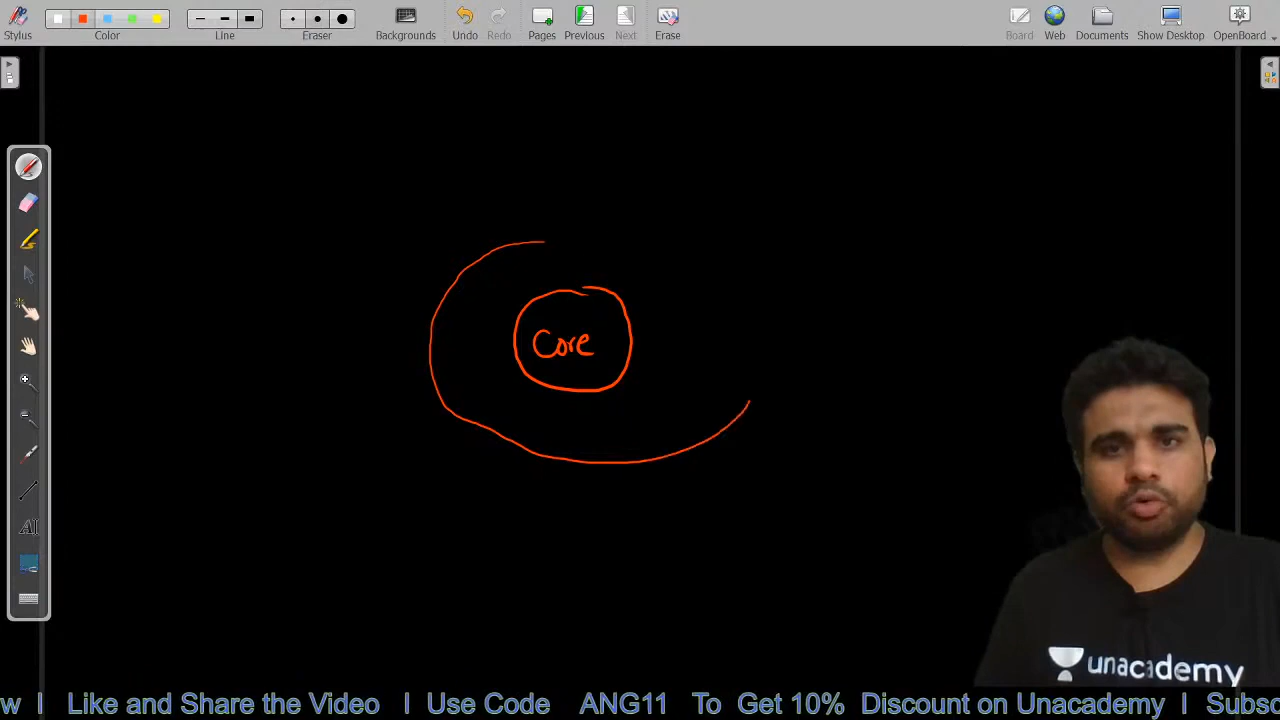 Stylus Color Line Eraser Backgrounds Undo Redo Pages Previous Next Erase Board Web Documents Show Desktop OpenBoard
Core
unacademy
w I Like and Share the Video I Use Code ANG11 To Get 10% Discount on Unacademy I Subsc